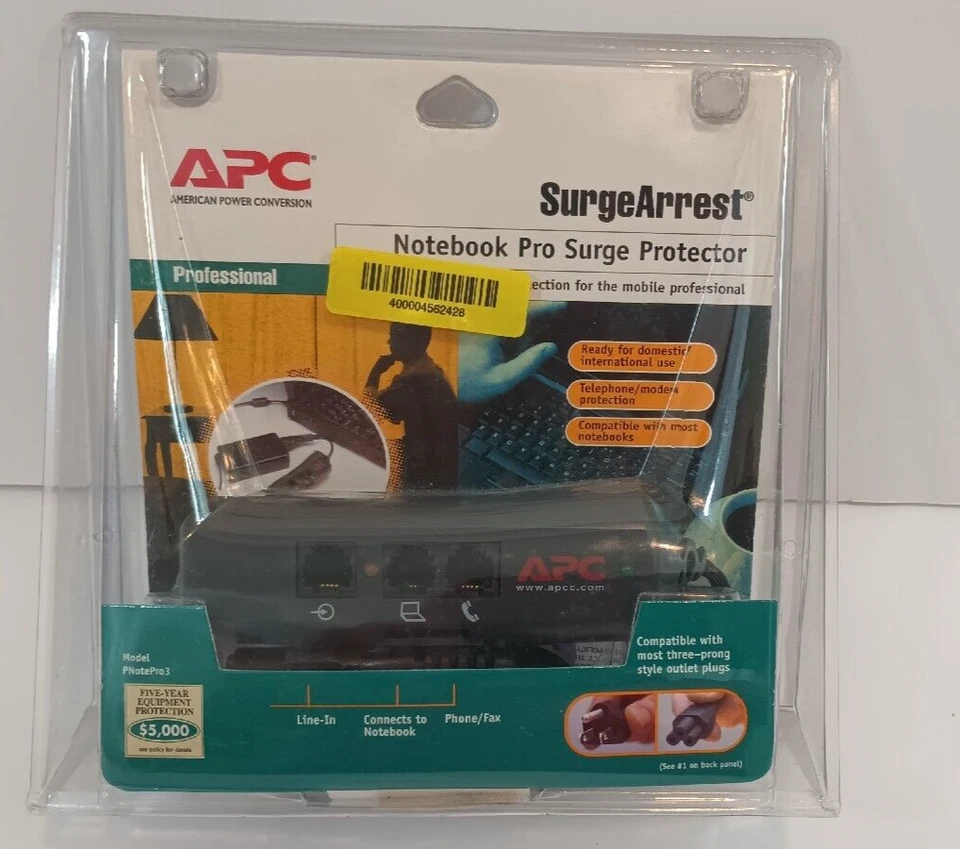 APC®
AMERICAN POWER CONVERSION
SurgeArrest®
Notebook Pro Surge Protector
Professional
ection for the mobile professional
400004562428
Ready for domestic/
international use
Telephone/modem
protection
Compatible with most
notebooks
APC
www.apcc.com
Compatible with
most three-prong
style outlet plugs
Model
PNotePro3
FIVE-YEAR
EQUIPMENT
PROTECTION
$5,000
see policy for details
Line-In
Connects to
Notebook
Phone/Fax
(See #1 on back panel)